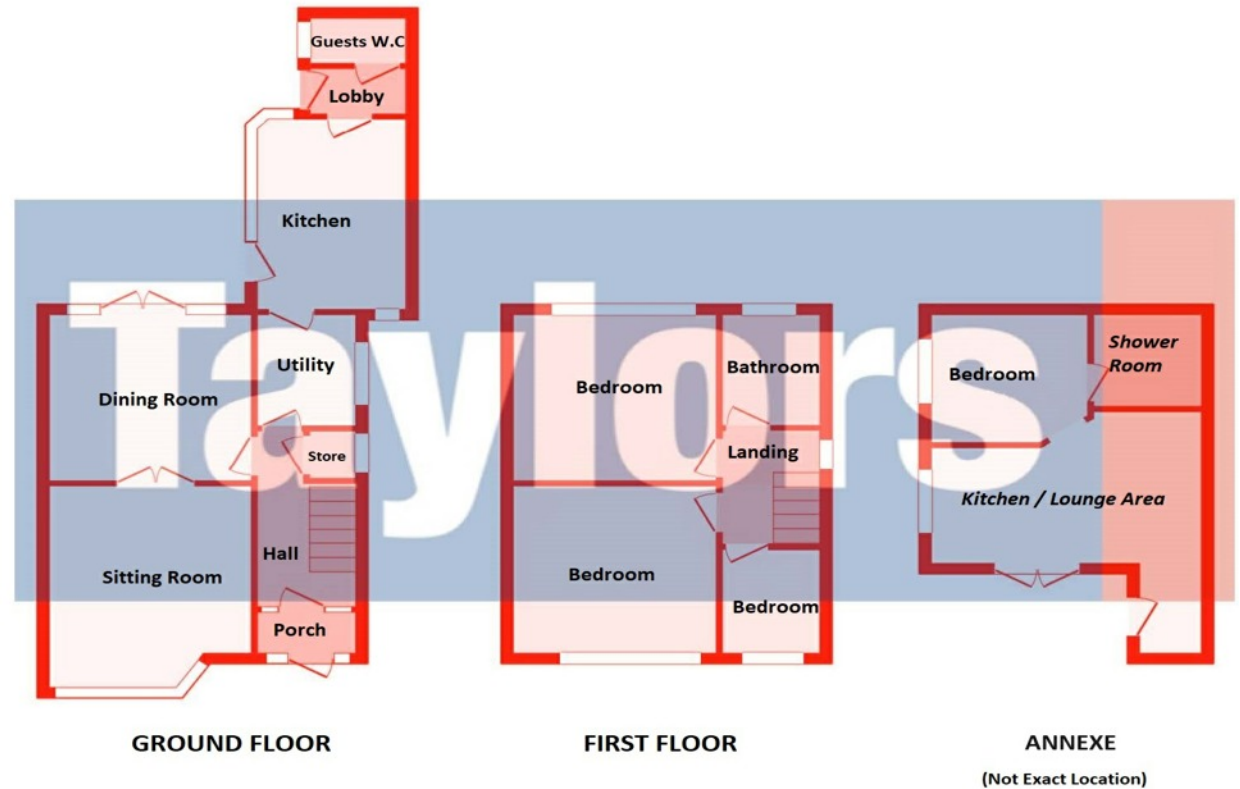 Guests W.C
Lobby
Kitchen
Utility
Dining Room
Store
Hall
Sitting Room
Porch
GROUND FLOOR
Bedroom
Bathroom
Landing
Bedroom
Bedroom
FIRST FLOOR
Bedroom
Shower
Room
Kitchen / Lounge Area
ANNEXE
(Not Exact Location)
Taylors